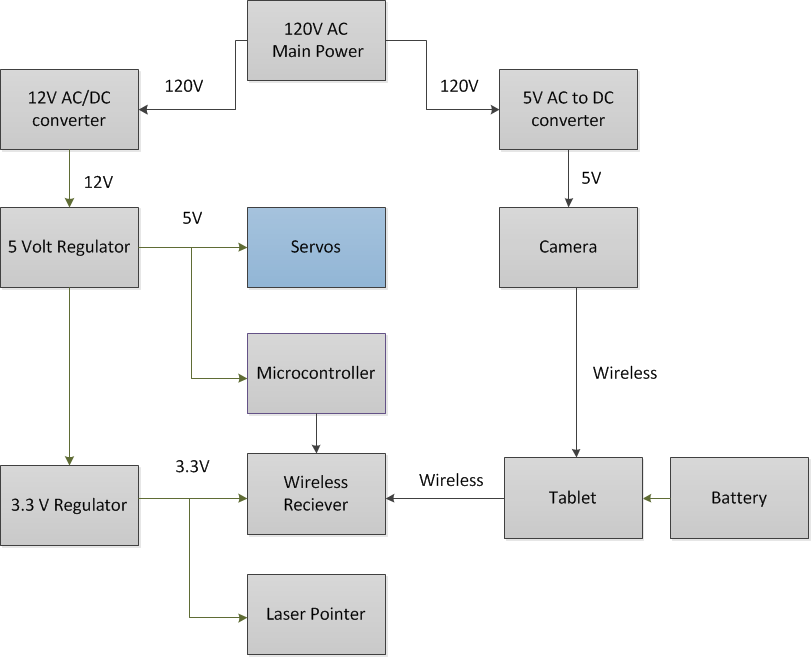 120V AC
Main Power
120V
120V
12V AC/DC
converter
5V AC to DC
converter
12V
5V
5V
5 Volt Regulator
Servos
Camera
Microcontroller
Wireless
3.3V
Wireless
Reciever
Wireless
3.3 V Regulator
Tablet
Battery
Laser Pointer